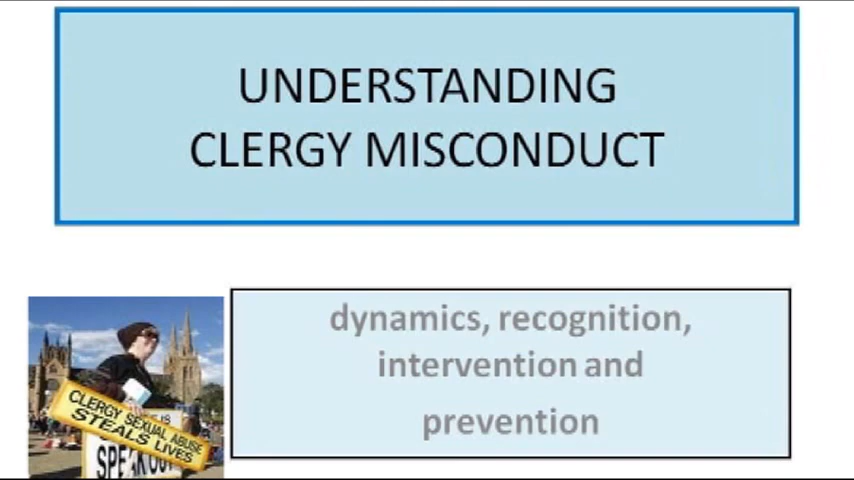 UNDERSTANDING
CLERGY MISCONDUCT
dynamics, recognition,
intervention and
prevention
CLERGY SEXUAL ABUSE
STEALS LIVES